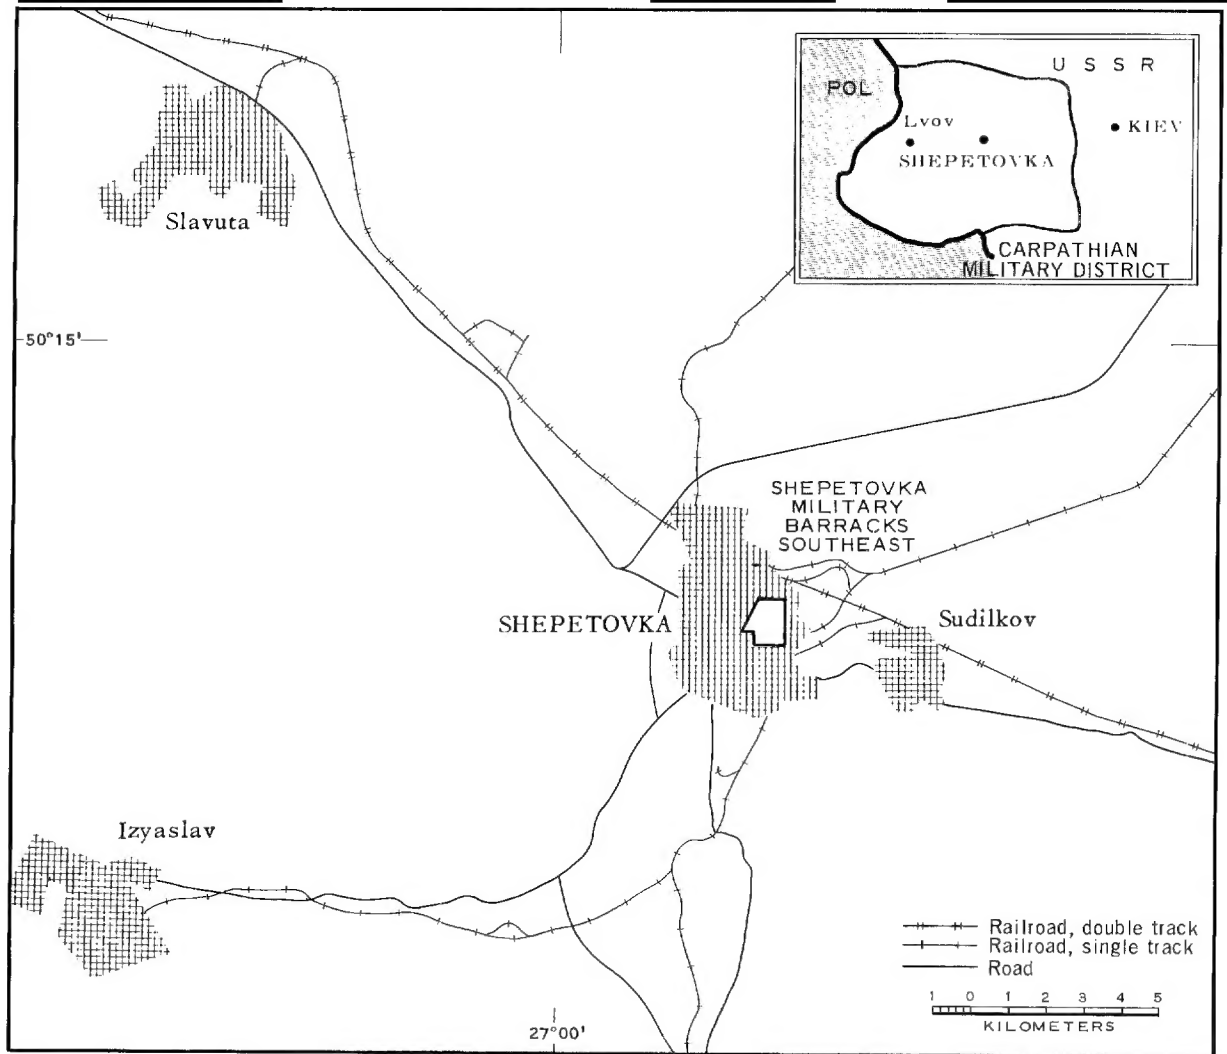 U S S R
POL
Lvov
KIEV
SHEPETOVKA
CARPATHIAN
MILITARY DISTRICT
Slavuta
50°15'
SHEPETOVKA
MILITARY
BARRACKS
SOUTHEAST
SHEPETOVKA
Sudilkov
Izyaslav
Railroad, double track
Railroad, single track
Road
1 0 1 2 3 4 5
KILOMETERS
27°00'